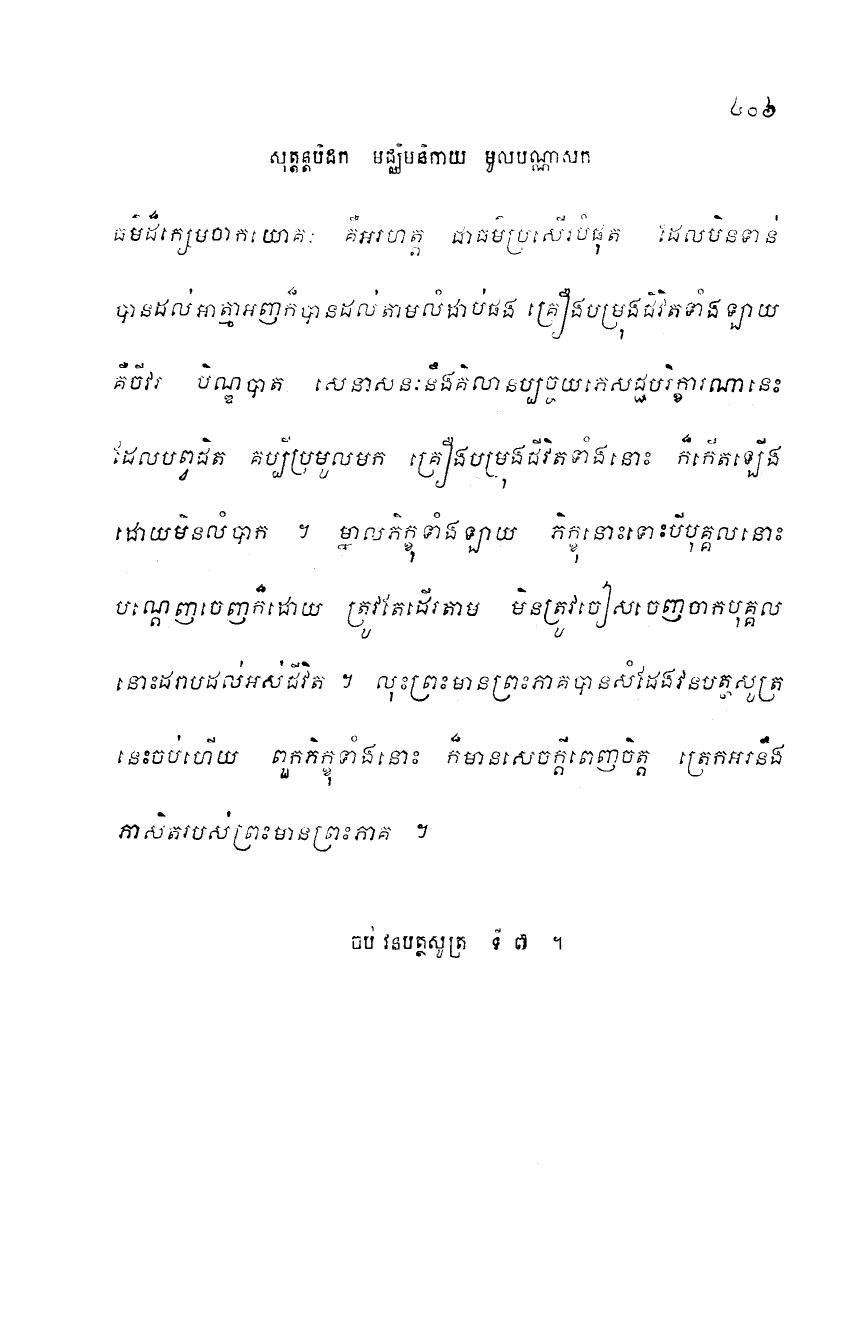 ៤០៦
សុត្តន្តបិដក មជ្ឈិមនិកាយ មូលបណ្ណាសក
ធម៌ដ៏ក្សេមចាកយោគៈ គឺអរហត្ត ជាធម៌ប្រសើរបំផុត ដែលមិនទាន់
បានដល់អាត្មាអញក៏បានដល់តាមលំដាប់ផង គ្រឿងបម្រុងជីវិតទាំងឡាយ
គឺចីវរ បិណ្ឌបាត សេនាសនៈនឹងគិលានប្បច្ចយភេសជ្ជបរិក្ខារណានេះ
ដែលបព្វជិត គប្បីប្រមូលមក គ្រឿងបម្រុងជីវិតទាំងនោះ ក៏កើតឡើង
ដោយមិនលំបាក ។ ម្នាលភិក្ខុទាំងឡាយ ភិក្ខុនោះទោះបីបុគ្គលនោះ
បណ្តេញចេញក៏ដោយ ត្រូវតែដើរតាម មិនត្រូវចៀសចេញចាកបុគ្គល
នោះដរាបដល់អស់ជីវិត ។ លុះព្រះមានព្រះភាគបានសំដែងវនបត្ថសូត្រ
នេះចប់ហើយ ពួកភិក្ខុទាំងនោះ ក៏មានសេចក្តីពេញចិត្ត ត្រេកអរនឹង
ភាសិតរបស់ព្រះមានព្រះភាគ ។
ចប់ វនបត្ថសូត្រ ទី ៧ ។